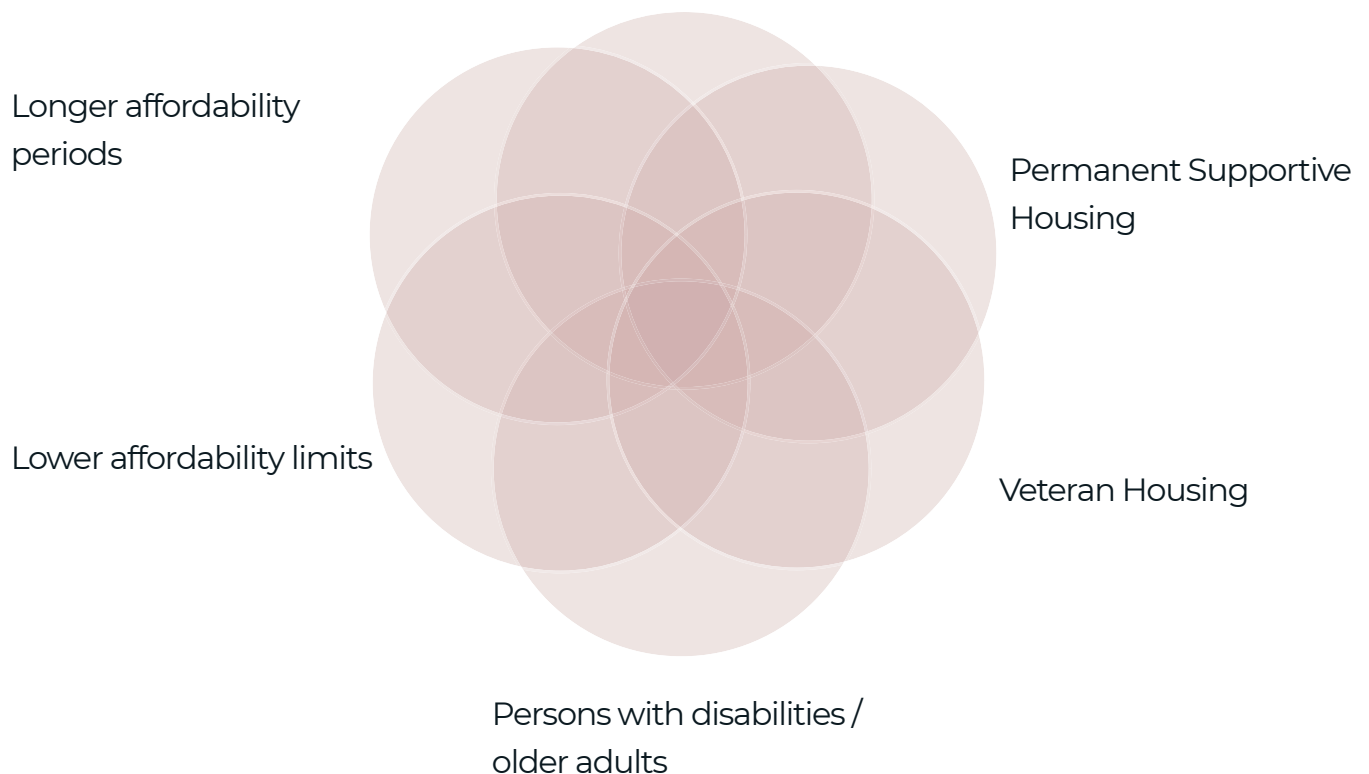 Longer affordability
periods
Permanent Supportive
Housing
Lower affordability limits
Veteran Housing
Persons with disabilities /
older adults